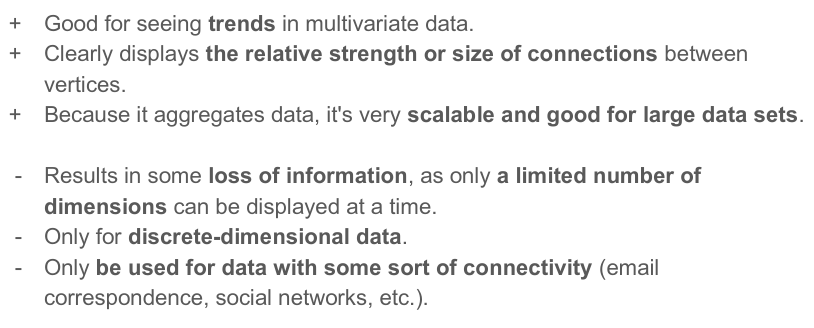 + Good for seeing trends in multivariate data.
+ Clearly displays the relative strength or size of connections between
vertices.
+ Because it aggregates data, it's very scalable and good for large data sets.
- Results in some loss of information, as only a limited number of
dimensions can be displayed at a time.
- Only for discrete-dimensional data.
- Only be used for data with some sort of connectivity (email
correspondence, social networks, etc.).